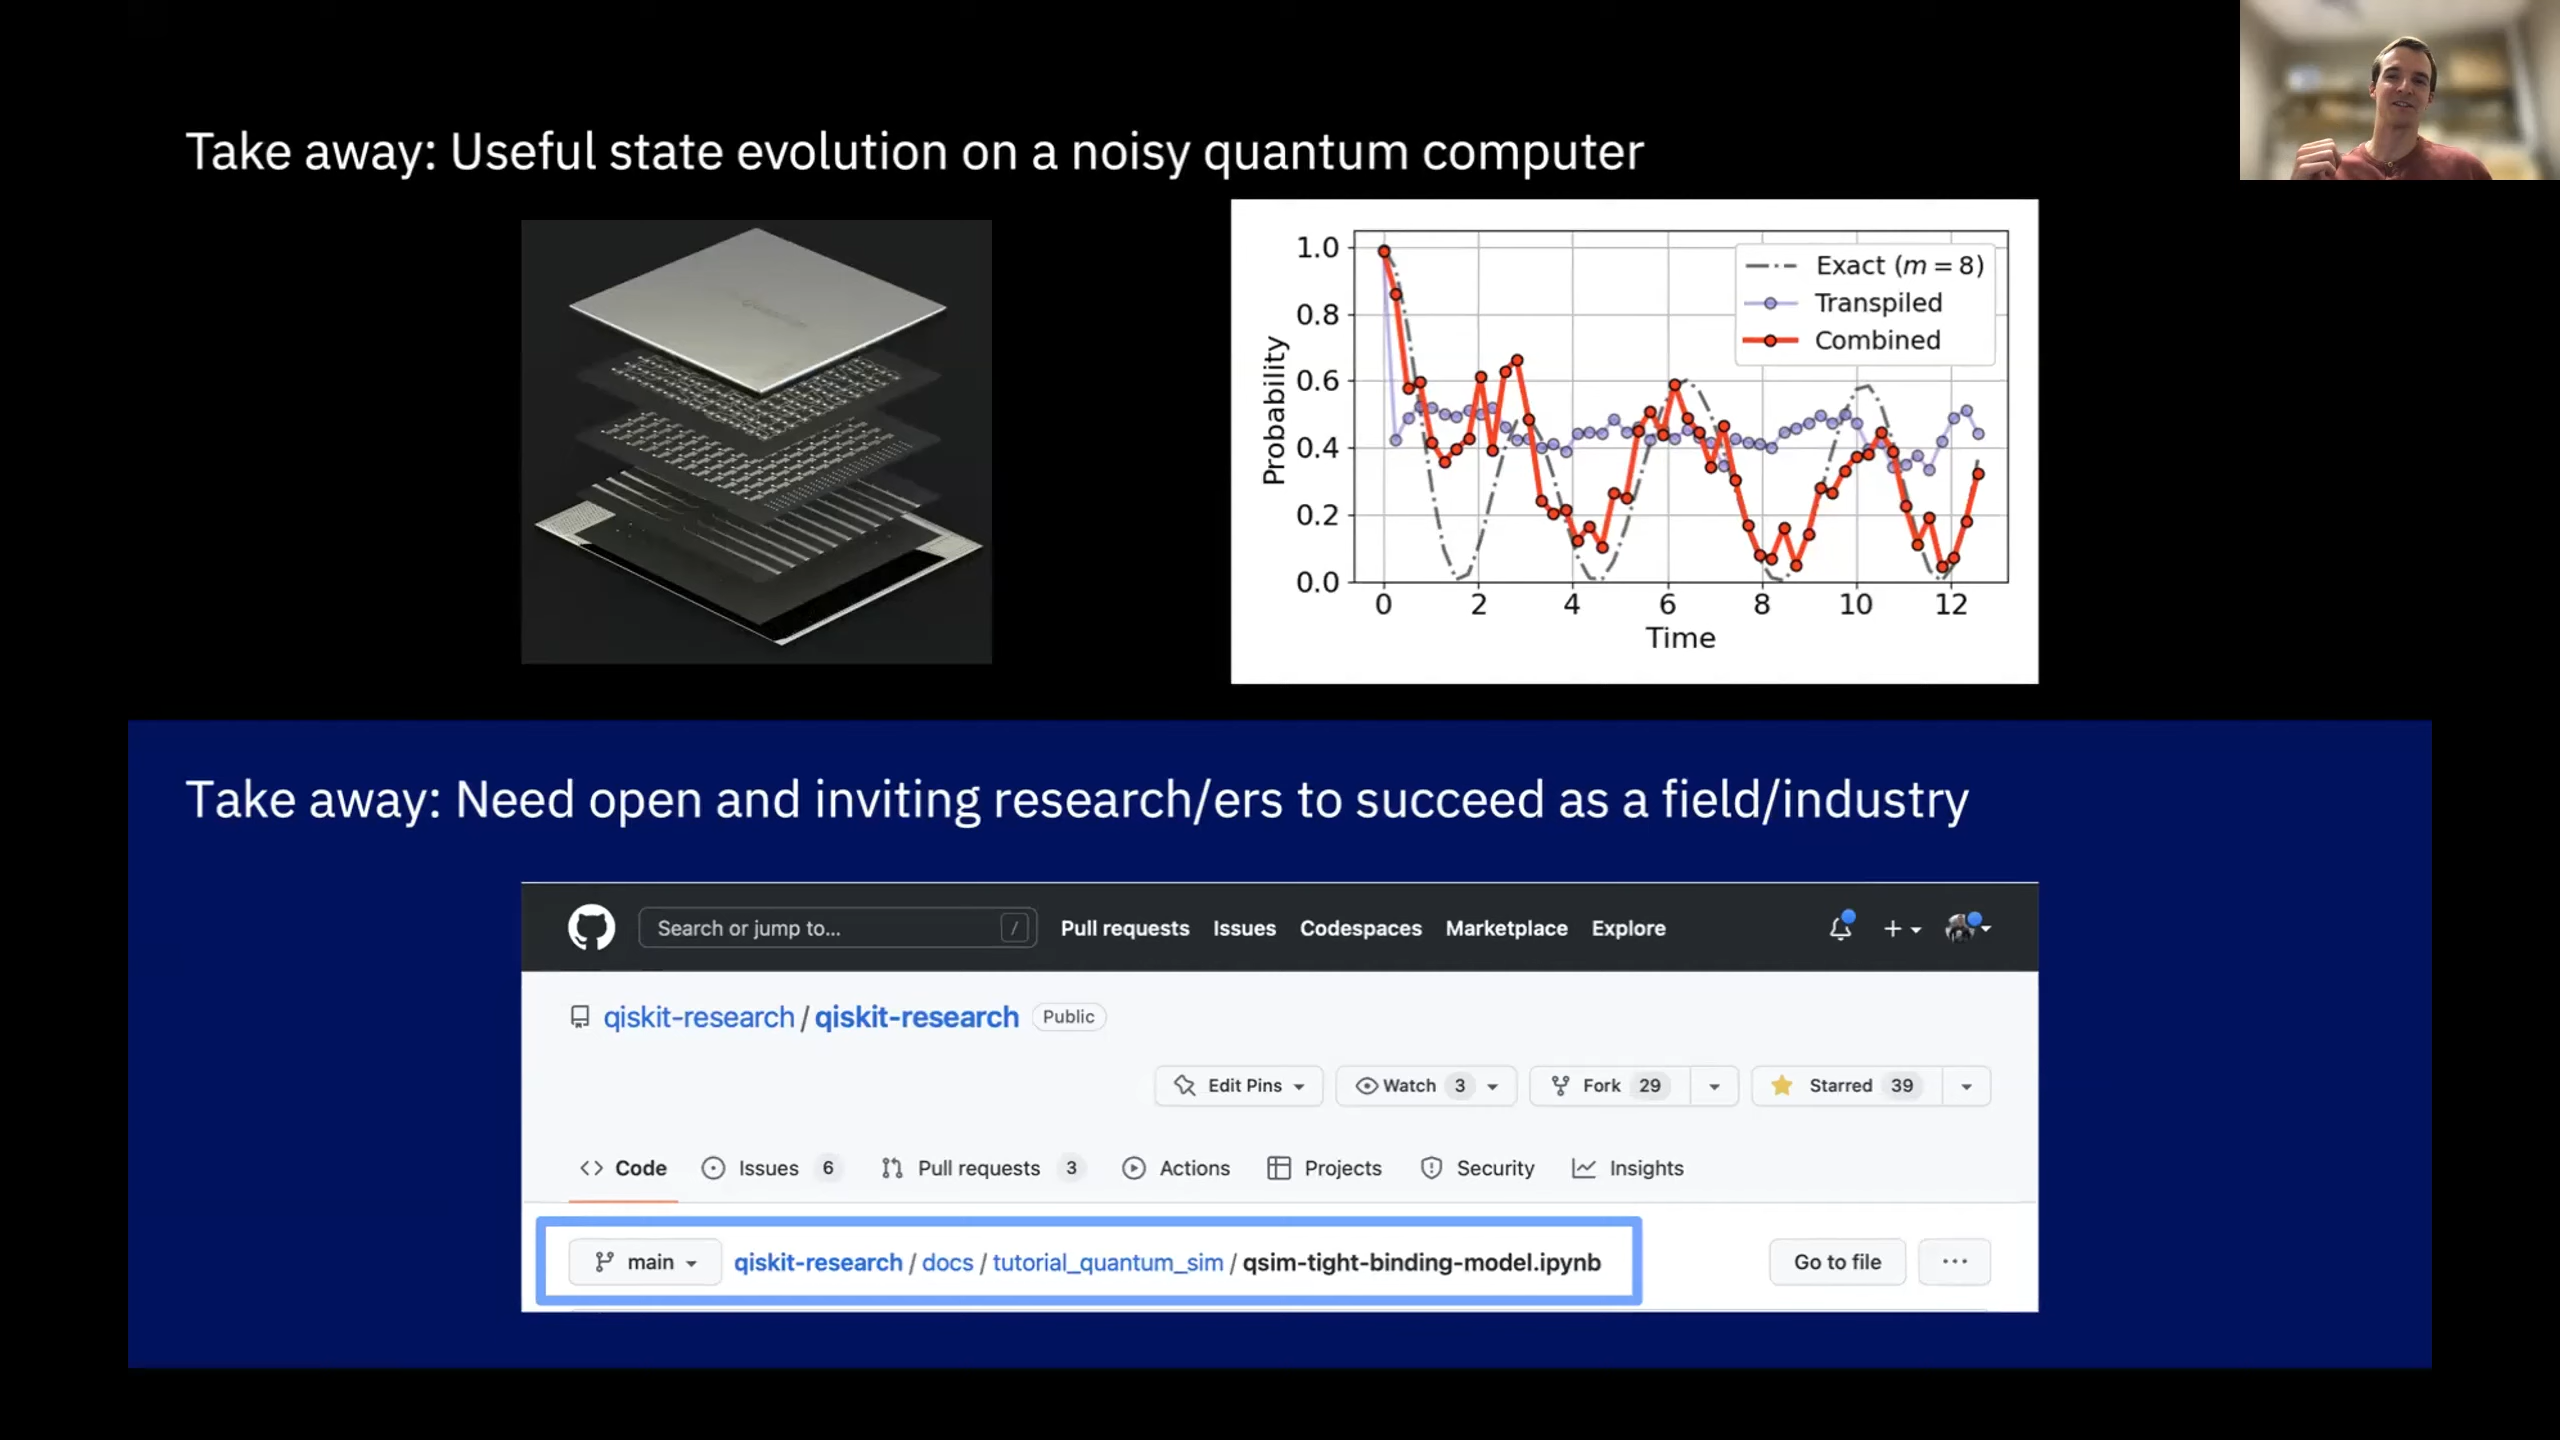 Take away: Useful state evolution on a noisy quantum computer
1.0
0.8
0.6
0.4
0.2
0.0
Probability
Exact (m = 8)
Transpiled
Combined
0 2 4 6 8 10 12
Time
Take away: Need open and inviting research/ers to succeed as a field/industry
Search or jump to... / Pull requests Issues Codespaces Marketplace Explore
qiskit-research / qiskit-research Public
Edit Pins Watch 3 Fork 29 Starred 39
Code Issues 6 Pull requests 3 Actions Projects Security Insights
main qiskit-research / docs / tutorial_quantum_sim / qsim-tight-binding-model.ipynb Go to file ...